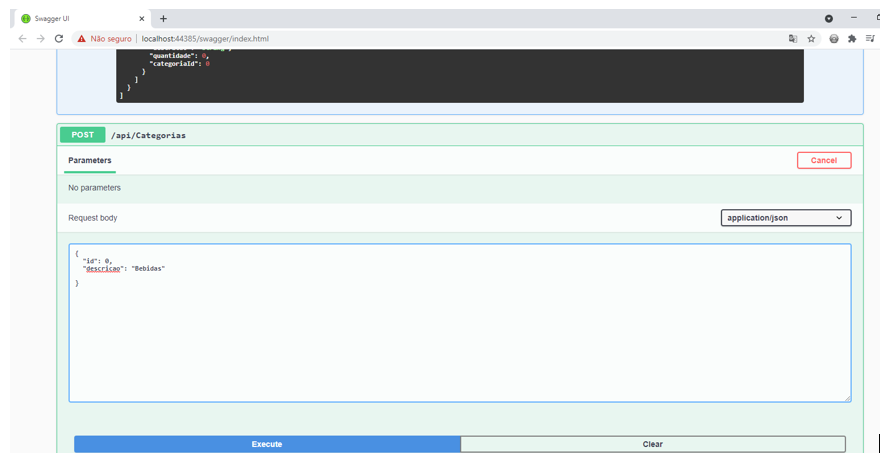 Swagger UI
Não seguro
localhost:44385/swagger/index.html
"quantidade": 0,
"categoriaId": 0
}
]
}
]
POST /api/Categorias
Parameters
Cancel
No parameters
Request body
application/json
{
"id": 0,
"descricao": "Bebidas"
}
Execute
Clear